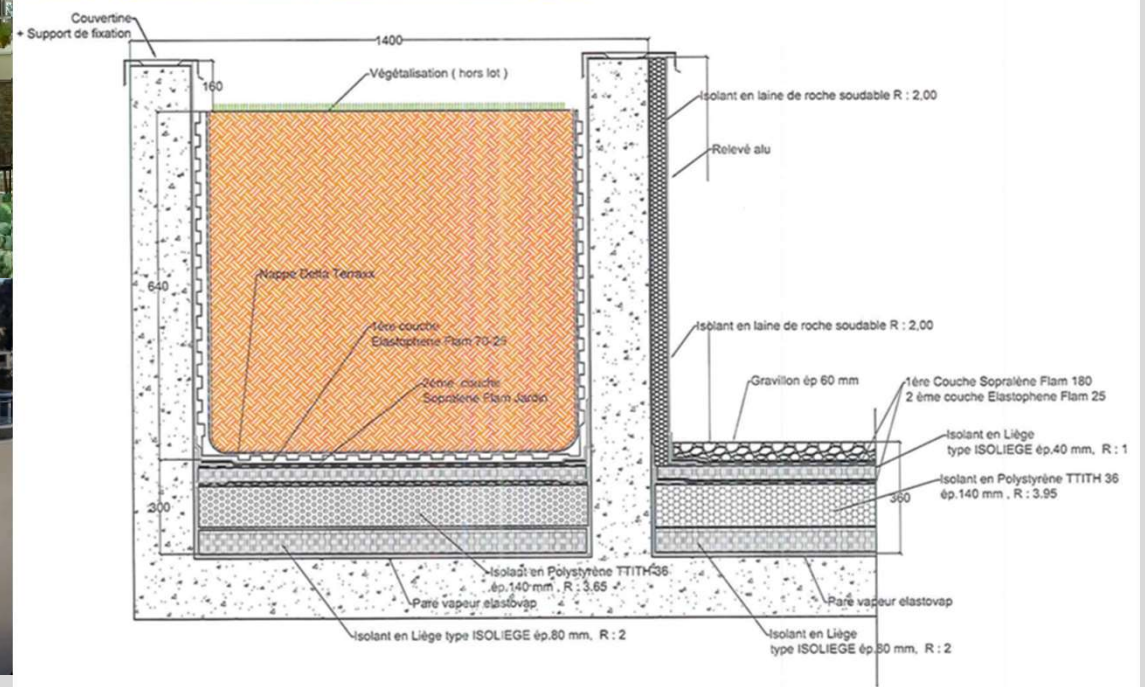 Couvertine
+ Support de fixation
1400
160
Végétalisation ( hors lot )
Isolant en laine de roche soudable R : 2,00
Relevé alu
Nappe Delta Terraxx
640
1ère couche
Elastophene Flam 70-25
Isolant en laine de roche soudable R : 2,00
2ème couche
Sopralène Flam Jardin
Gravillon ép 60 mm
1ère Couche Sopralène Flam 180
2 ème couche Elastophene Flam 25
Isolant en Liège
type ISOLIEGE ép.40 mm, R : 1
Isolant en Polystyrène TTITH 36
ép.140 mm , R : 3.95
360
300
Isolant en Polystyrène TTITH 36
ép.140 mm , R : 3.65
Pare vapeur elastovap
Pare vapeur elastovap
Isolant en Liège type ISOLIEGE ép.80 mm, R : 2
Isolant en Liège
type ISOLIEGE ép.80 mm, R : 2